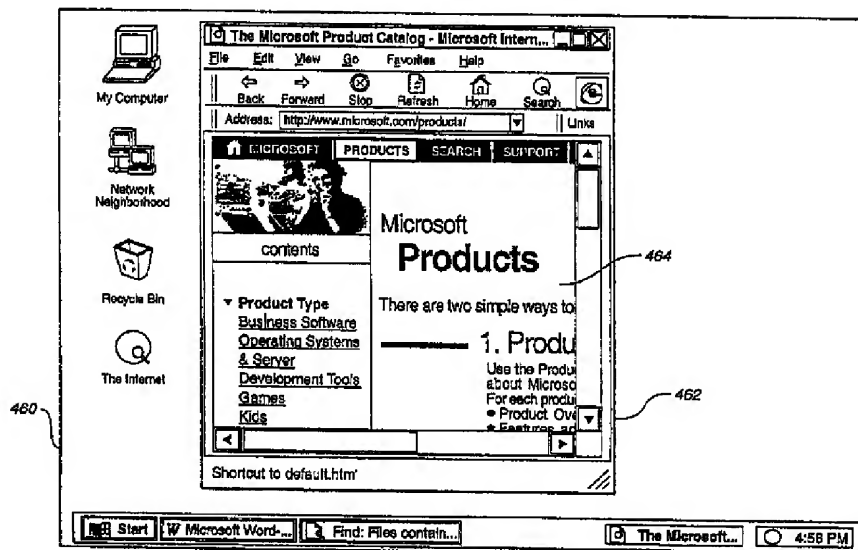 The Microsoft Product Catalog - Microsoft Intern...
File Edit View Go Favorites Help
Back Forward Stop Refresh Home Search
Address: http://www.microsoft.com/products/ Links
MICROSOFT PRODUCTS SEARCH SUPPORT
My Computer
Network
Neighborhood
Recycle Bin
The Internet
contents
Product Type
Business Software
Operating Systems
& Server
Development Tools
Games
Kids
Microsoft
Products
There are two simple ways to
1. Produ
Use the Produ
about Microso
For each produ
• Product Ove
• Features ad
464
462
460
Shortcut to default.htm'
Start W Microsoft Word-... Find: Files contain... The Microsoft... 4:58 PM